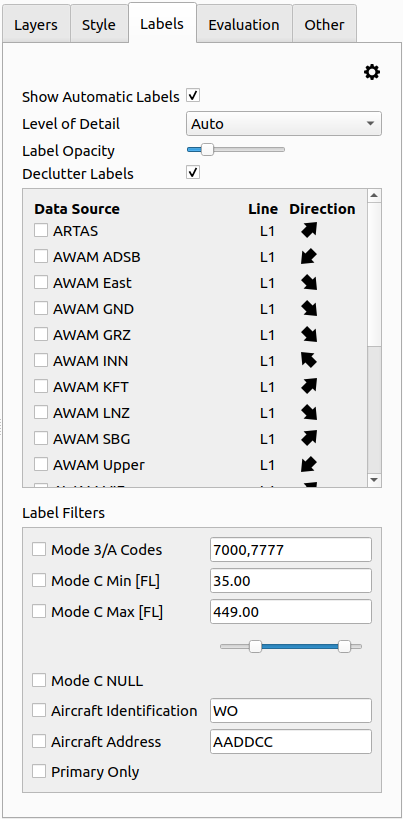 Layers Style Labels Evaluation Other
Show Automatic Labels
Level of Detail Auto
Label Opacity
Declutter Labels
Data Source Line Direction
ARTAS L1
AWAM ADSB L1
AWAM East L1
AWAM GND L1
AWAM GRZ L1
AWAM INN L1
AWAM KFT L1
AWAM LNZ L1
AWAM SBG L1
AWAM Upper L1
Label Filters
Mode 3/A Codes 7000,7777
Mode C Min [FL] 35.00
Mode C Max [FL] 449.00
Mode C NULL
Aircraft Identification WO
Aircraft Address AADDCC
Primary Only